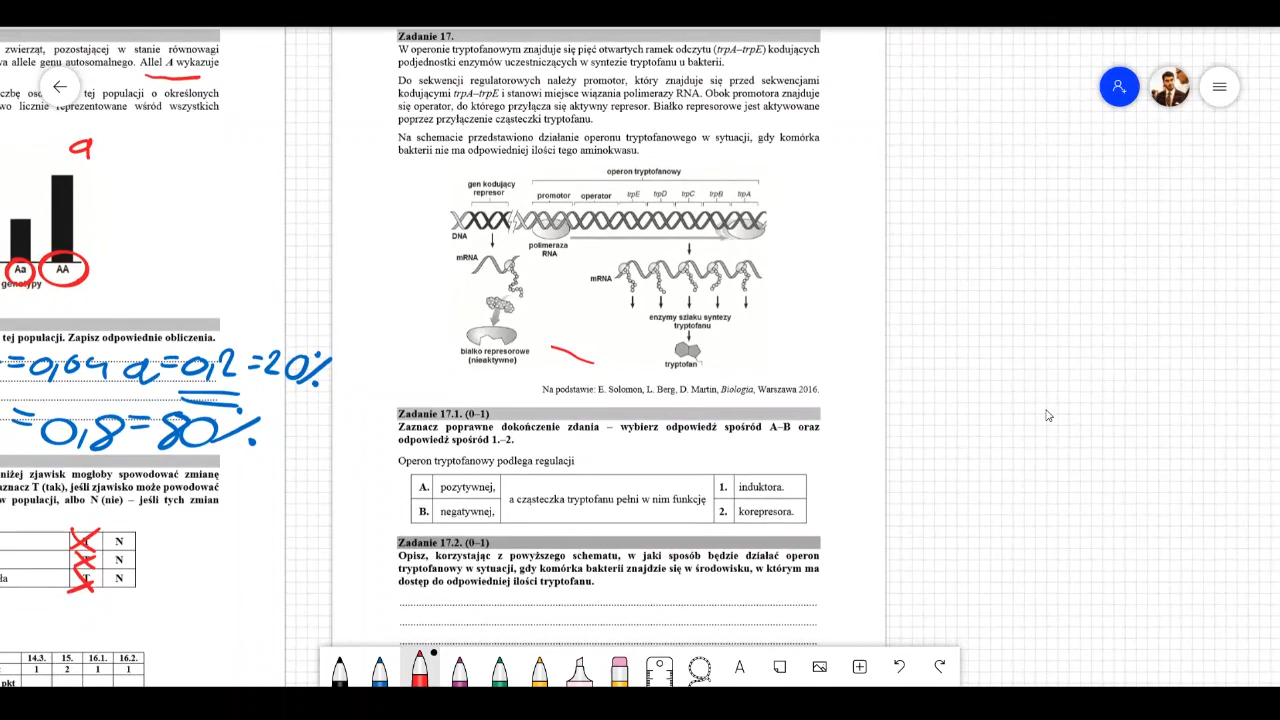 zwierząt, pozostającej w stanie równowagi
a allele genu autosomalnego. Allel A wykazuje
czbę
tej populacji o określonych
wo licznie reprezentowane wśród wszystkich
a
Aa
AA
genotypy
tej populacji. Zapisz odpowiednie obliczenia.
=0,04 q=0,2=20%
=0,8=80%
niżej zjawisk mogłoby spowodować zmianę
aznacz T (tak), jeśli zjawisko może powodować
w populacji, albo N (nie) – jeśli tych zmian
N
N
T N
14.3. 15. 16.1. 16.2.
1 2 1 1
pkt
Zadanie 17.
W operonie tryptofanowym znajduje się pięć otwartych ramek odczytu (trpA–trpE) kodujących
podjednostki enzymów uczestniczących w syntezie tryptofanu u bakterii.
Do sekwencji regulatorowych należy promotor, który znajduje się przed sekwencjami
kodującymi trpA–trpE i stanowi miejsce wiązania polimerazy RNA. Obok promotora znajduje
się operator, do którego przyłącza się aktywny represor. Białko represorowe jest aktywowane
poprzez przyłączenie cząsteczki tryptofanu.
Na schemacie przedstawiono działanie operonu tryptofanowego w sytuacji, gdy komórka
bakterii nie ma odpowiedniej ilości tego aminokwasu.
operon tryptofanowy
gen kodujący
represor
promotor operator trpE trpD trpC trpB trpA
DNA
polimeraza
RNA
mRNA
mRNA
enzymy szlaku syntezy
tryptofanu
białko represorowe
(nieaktywne)
tryptofan
Na podstawie: E. Solomon, L. Berg, D. Martin, Biologia, Warszawa 2016.
Zadanie 17.1. (0–1)
Zaznacz poprawne dokończenie zdania – wybierz odpowiedź spośród A–B oraz
odpowiedź spośród 1.–2.
Operon tryptofanowy podlega regulacji
A. pozytywnej,
B. negatywnej,
a cząsteczka tryptofanu pełni w nim funkcję
1. induktora.
2. korepresora.
Zadanie 17.2. (0–1)
Opisz, korzystając z powyższego schematu, w jaki sposób będzie działać operon
tryptofanowy w sytuacji, gdy komórka bakterii znajdzie się w środowisku, w którym ma
dostęp do odpowiedniej ilości tryptofanu.
A